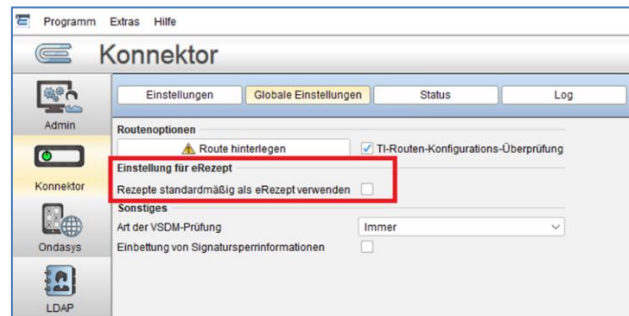 Programm Extras Hilfe
Konnektor
Admin
Konnektor
Ondasys
LDAP
Einstellungen Globale Einstellungen Status Log
Routenoptionen
Route hinterlegen TI-Routen-Konfigurations-Überprüfung
Einstellung für eRezept
Rezepte standardmäßig als eRezept verwenden
Sonstiges
Art der VSDM-Prüfung Immer
Einbettung von Signatursperrinformationen